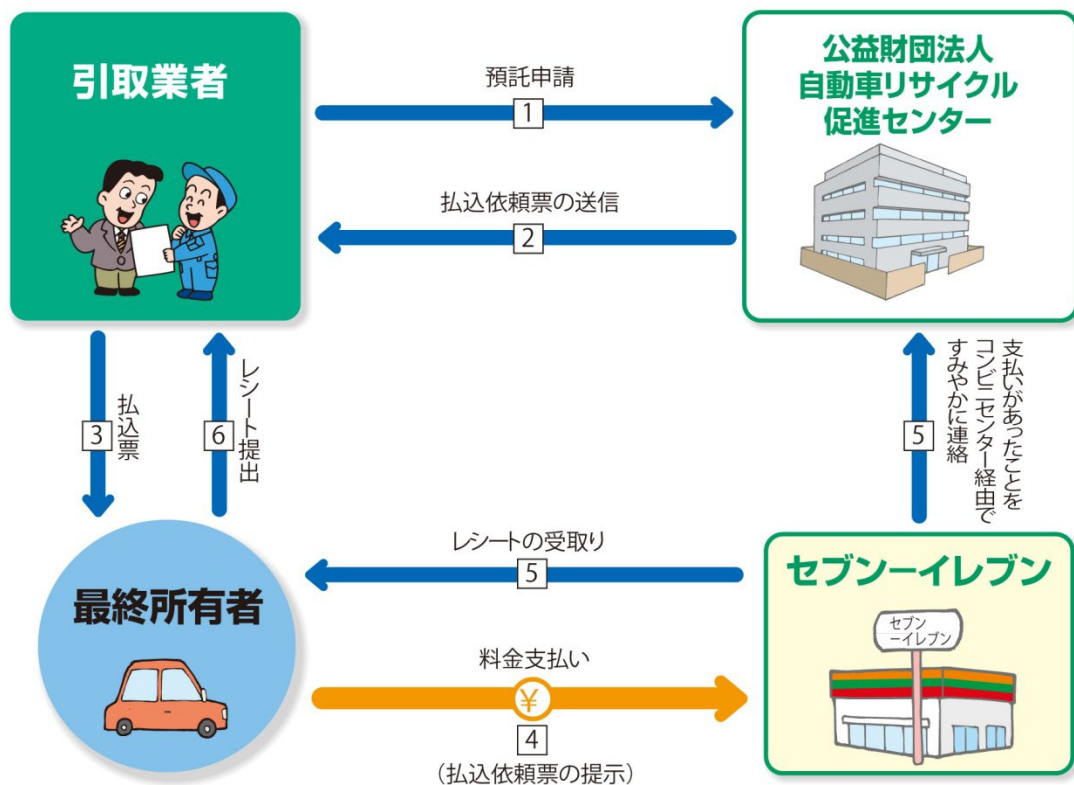 引取業者
預託申請
1
公益財団法人
自動車リサイクル
促進センター
払込依頼票の送信
2
3
払込票
6
レシート提出
5
支払いがあったことを
コンビニセンター経由で
すみやかに連絡
最終所有者
レシートの受取り
5
料金支払い
¥
4
(払込依頼票の提示)
セブンーイレブン
セブン
ーイレブン